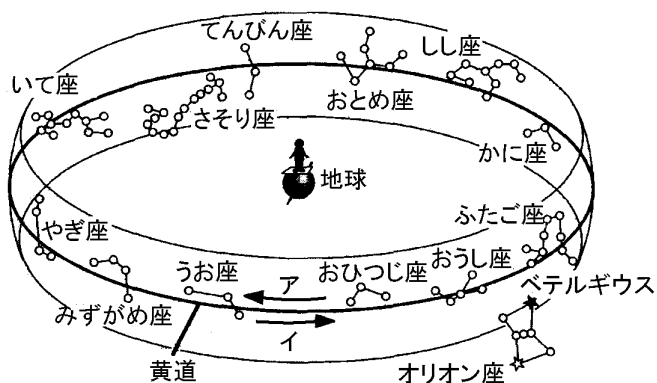 てんびん座
しし座
いて座
おとめ座
さそり座
かに座
地球
ふたご座
やぎ座
おうし座
うお座
ア
おひつじ座
ベテルギウス
みずがめ座
イ
黄道
オリオン座